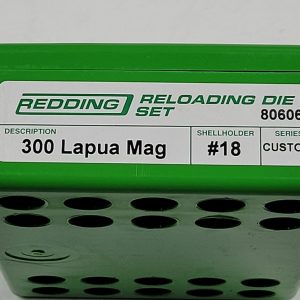 REDDING RELOADING DIE
SET
80606
DESCRIPTION SHELLHOLDER SERIES
300 Lapua Mag #18 CUSTO